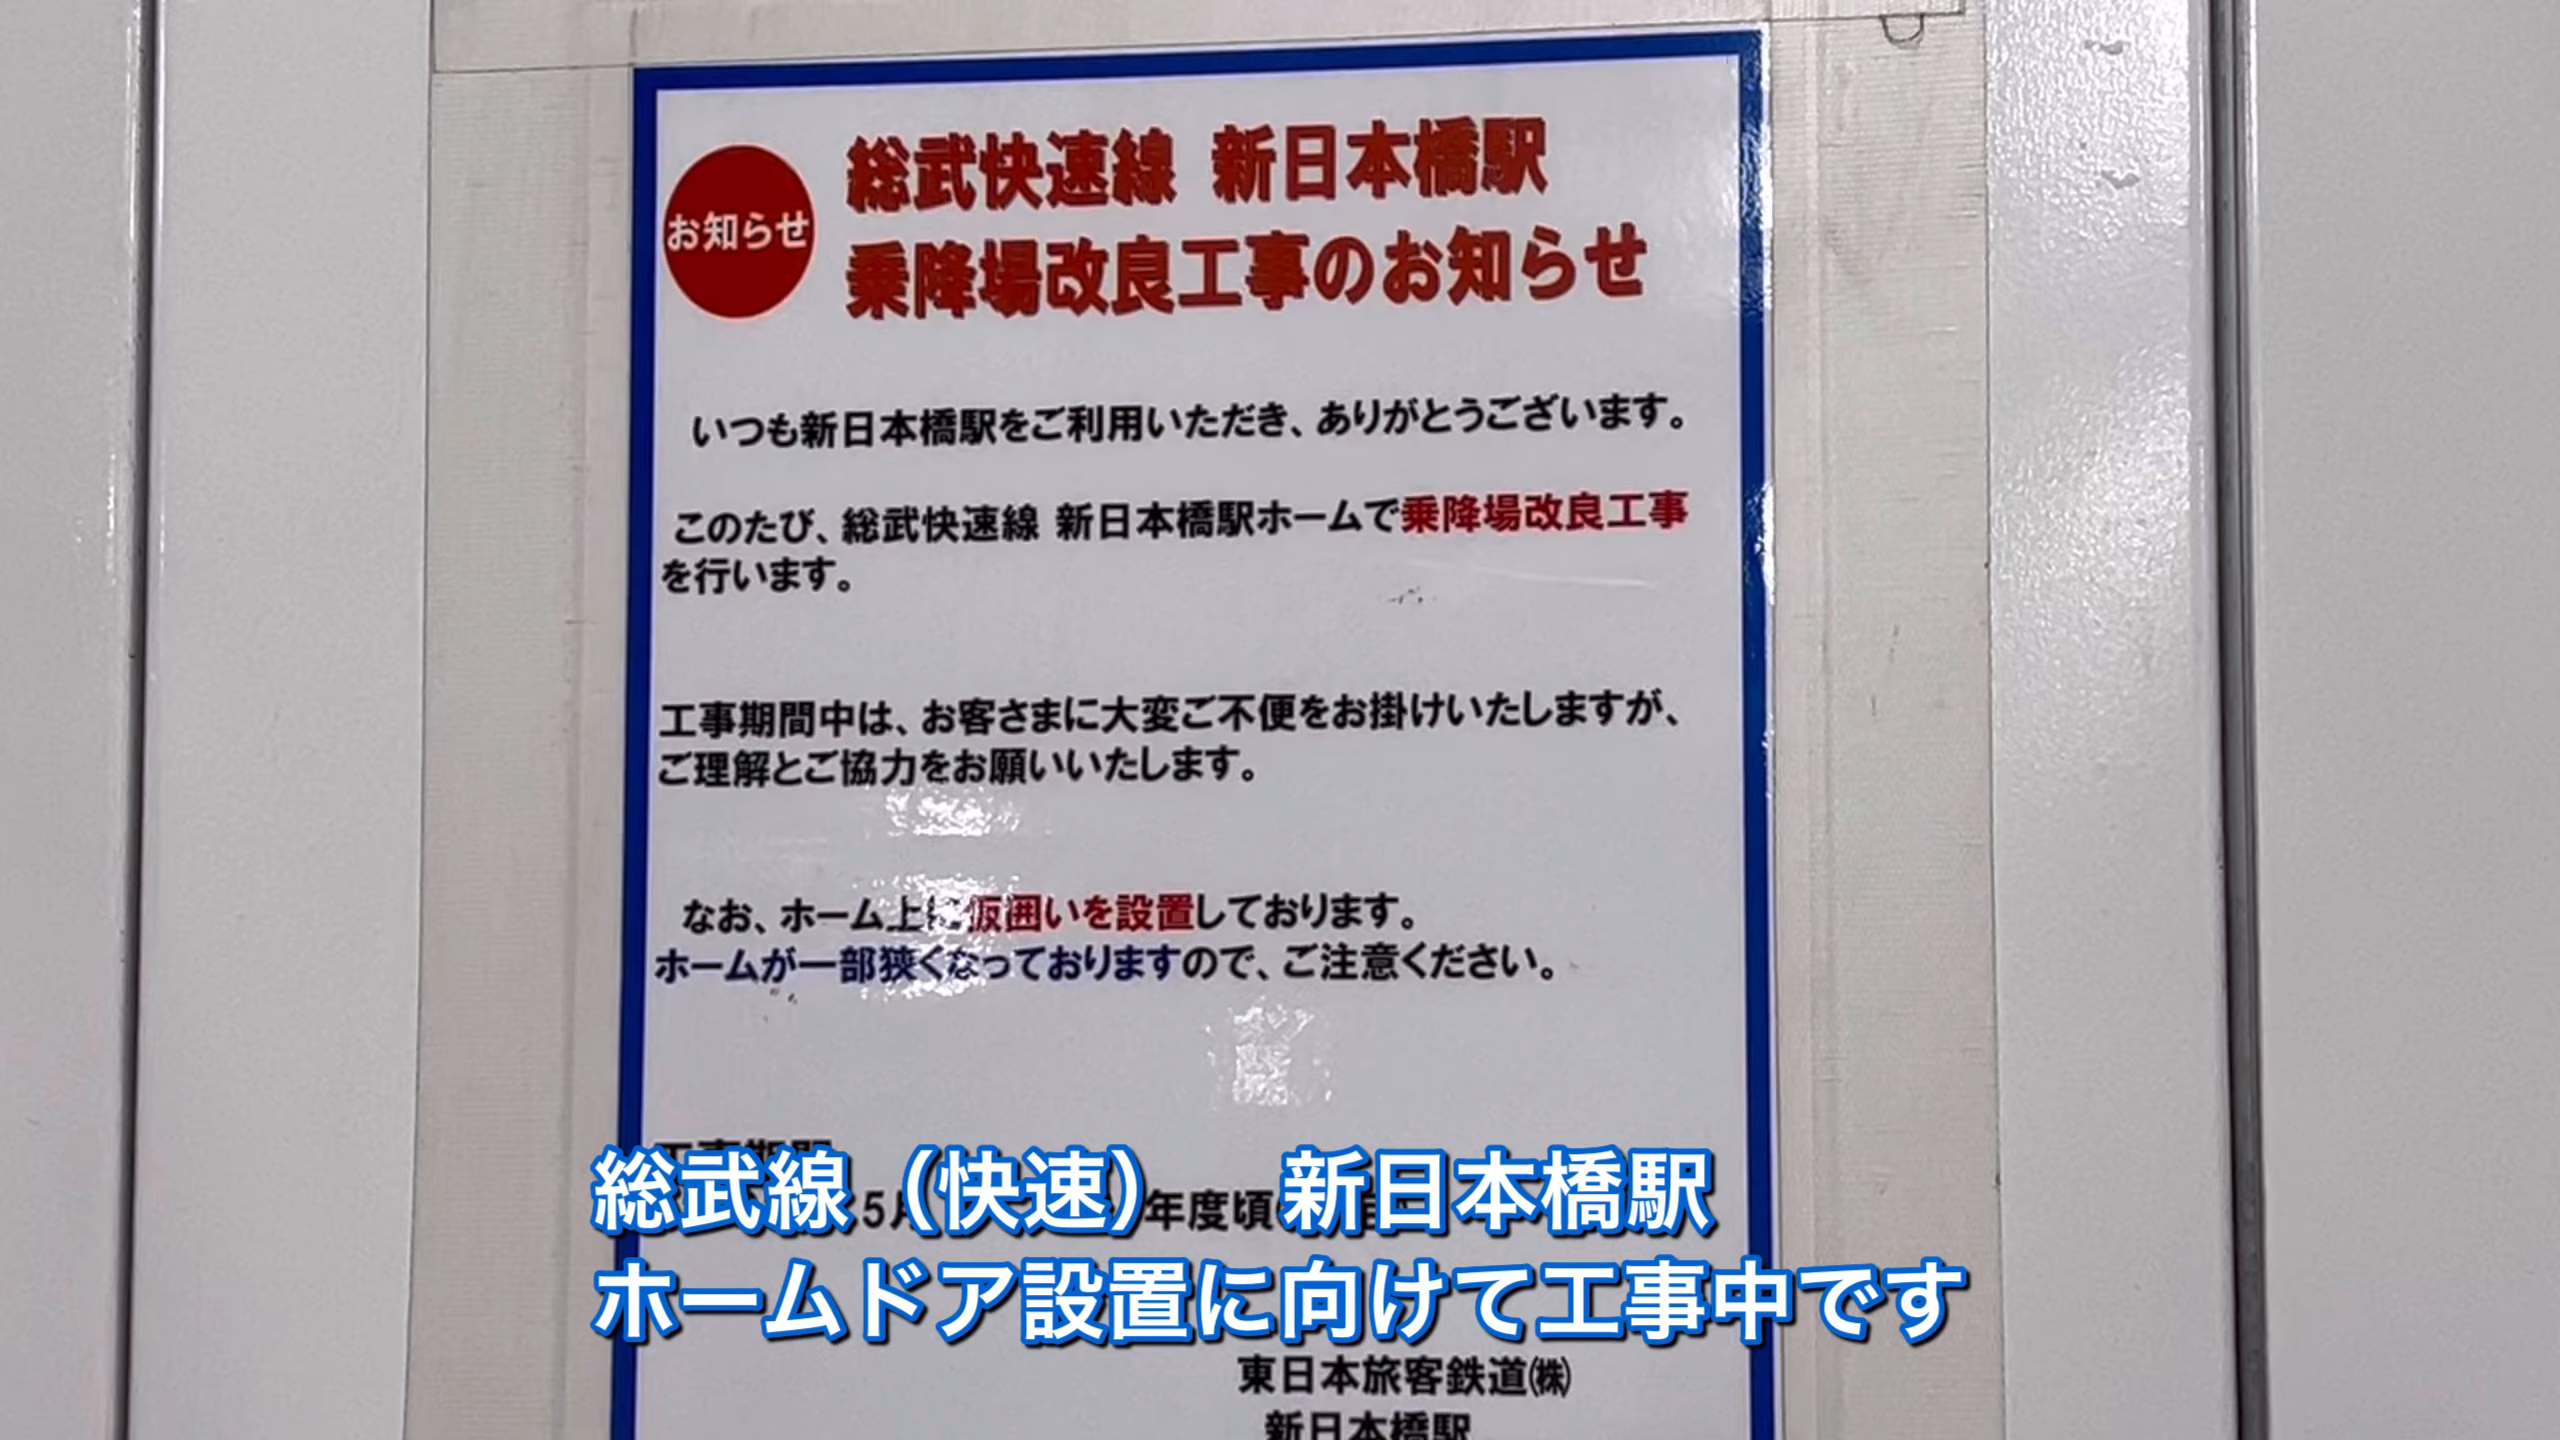 お知らせ
総武快速線 新日本橋駅
乗降場改良工事のお知らせ
いつも新日本橋駅をご利用いただき、ありがとうございます。
このたび、総武快速線 新日本橋駅ホームで乗降場改良工事
を行います。
工事期間中は、お客さまに大変ご不便をお掛けいたしますが、
ご理解とご協力をお願いいたします。
なお、ホーム上に仮囲いを設置しております。
ホームが一部狭くなっておりますので、ご注意ください。
工事期間
5月 年度頃
総武線（快速） 新日本橋駅
ホームドア設置に向けて工事中です
東日本旅客鉄道㈱
新日本橋駅